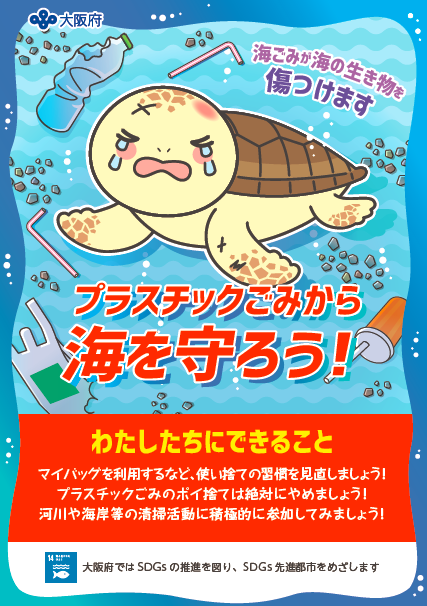 大阪府
海ごみが海の生き物を
傷つけます
プラスチックごみから
海を守ろう!
わたしたちにできること
マイバッグを利用するなど、使い捨ての習慣を見直しましょう!
プラスチックごみのポイ捨ては絶対にやめましょう!
河川や海岸等の清掃活動に積極的に参加してみましょう!
14
大阪府ではSDGsの推進を図り、SDGs先進都市をめざします